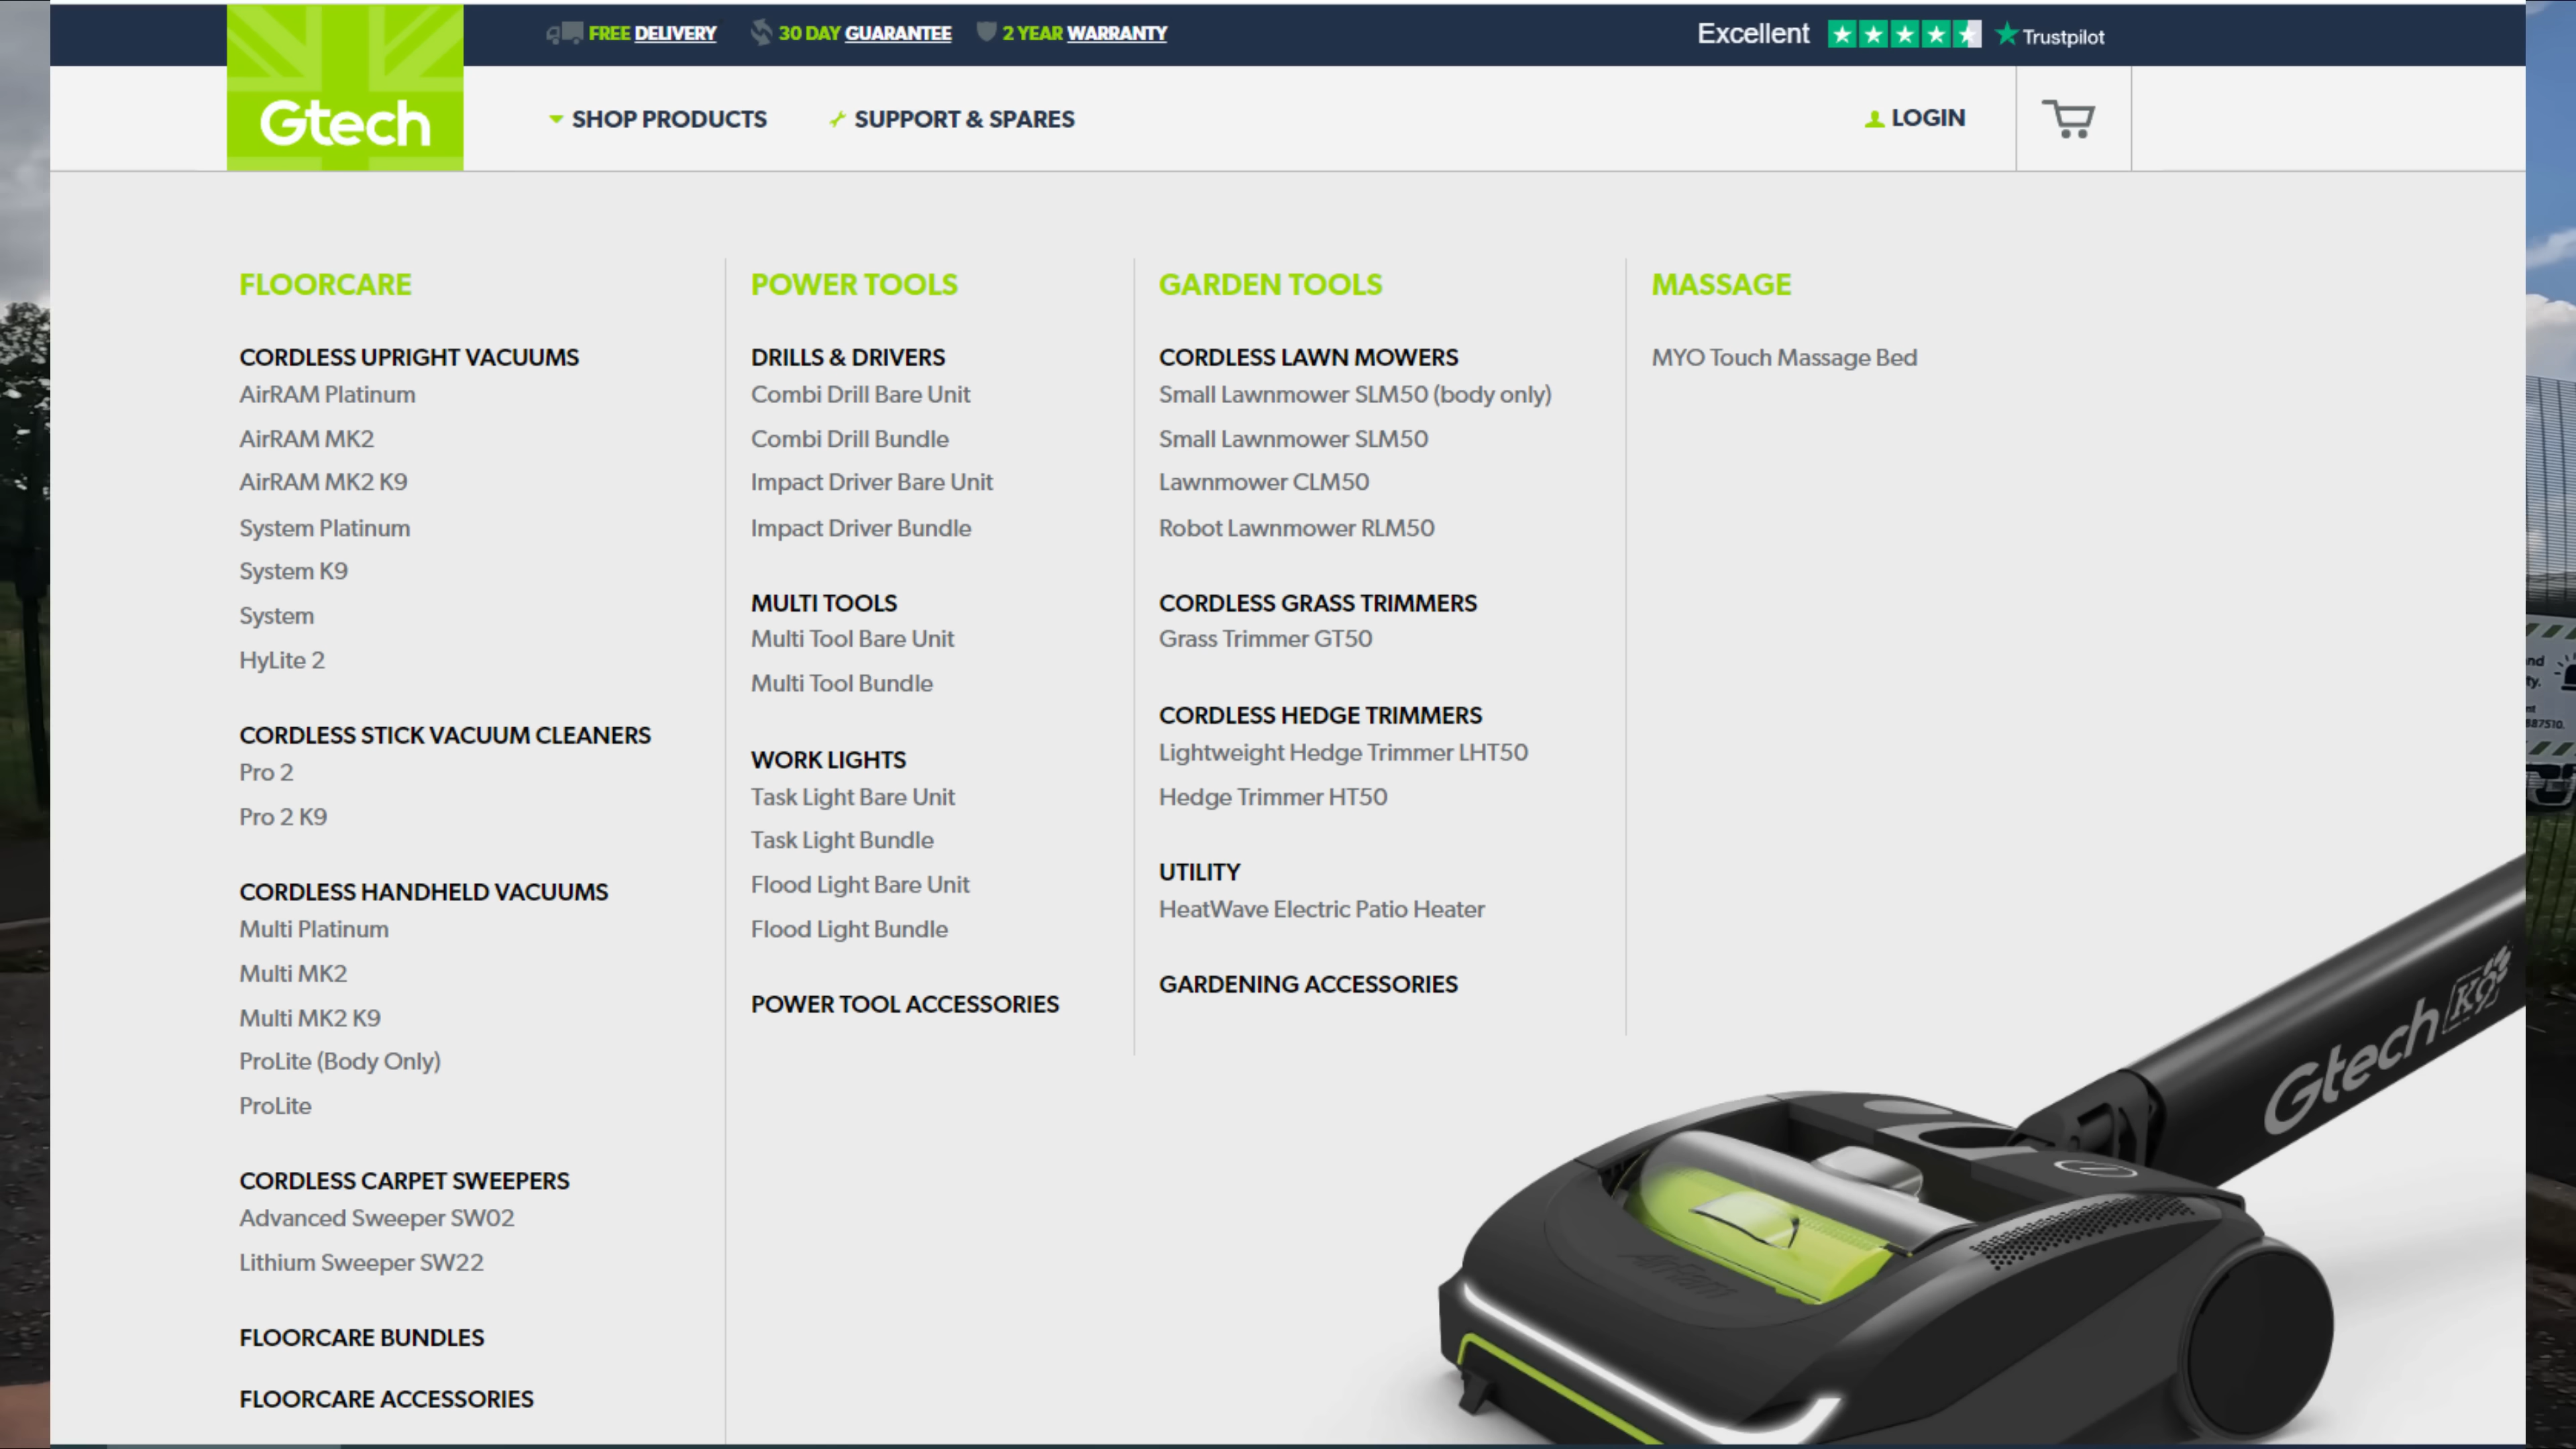 FREE DELIVERY
30 DAY GUARANTEE
2 YEAR WARRANTY
Excellent
Trustpilot
Gtech
SHOP PRODUCTS
SUPPORT & SPARES
LOGIN
FLOORCARE
CORDLESS UPRIGHT VACUUMS
AirRAM Platinum
AirRAM MK2
AirRAM MK2 K9
System Platinum
System K9
System
HyLite 2
CORDLESS STICK VACUUM CLEANERS
Pro 2
Pro 2 K9
CORDLESS HANDHELD VACUUMS
Multi Platinum
Multi MK2
Multi MK2 K9
ProLite (Body Only)
ProLite
CORDLESS CARPET SWEEPERS
Advanced Sweeper SW02
Lithium Sweeper SW22
FLOORCARE BUNDLES
FLOORCARE ACCESSORIES
POWER TOOLS
DRILLS & DRIVERS
Combi Drill Bare Unit
Combi Drill Bundle
Impact Driver Bare Unit
Impact Driver Bundle
MULTI TOOLS
Multi Tool Bare Unit
Multi Tool Bundle
WORK LIGHTS
Task Light Bare Unit
Task Light Bundle
Flood Light Bare Unit
Flood Light Bundle
POWER TOOL ACCESSORIES
GARDEN TOOLS
CORDLESS LAWN MOWERS
Small Lawnmower SLM50 (body only)
Small Lawnmower SLM50
Lawnmower CLM50
Robot Lawnmower RLM50
CORDLESS GRASS TRIMMERS
Grass Trimmer GT50
CORDLESS HEDGE TRIMMERS
Lightweight Hedge Trimmer LHT50
Hedge Trimmer HT50
UTILITY
HeatWave Electric Patio Heater
GARDENING ACCESSORIES
MASSAGE
MYO Touch Massage Bed
Gtech K9
AirRam